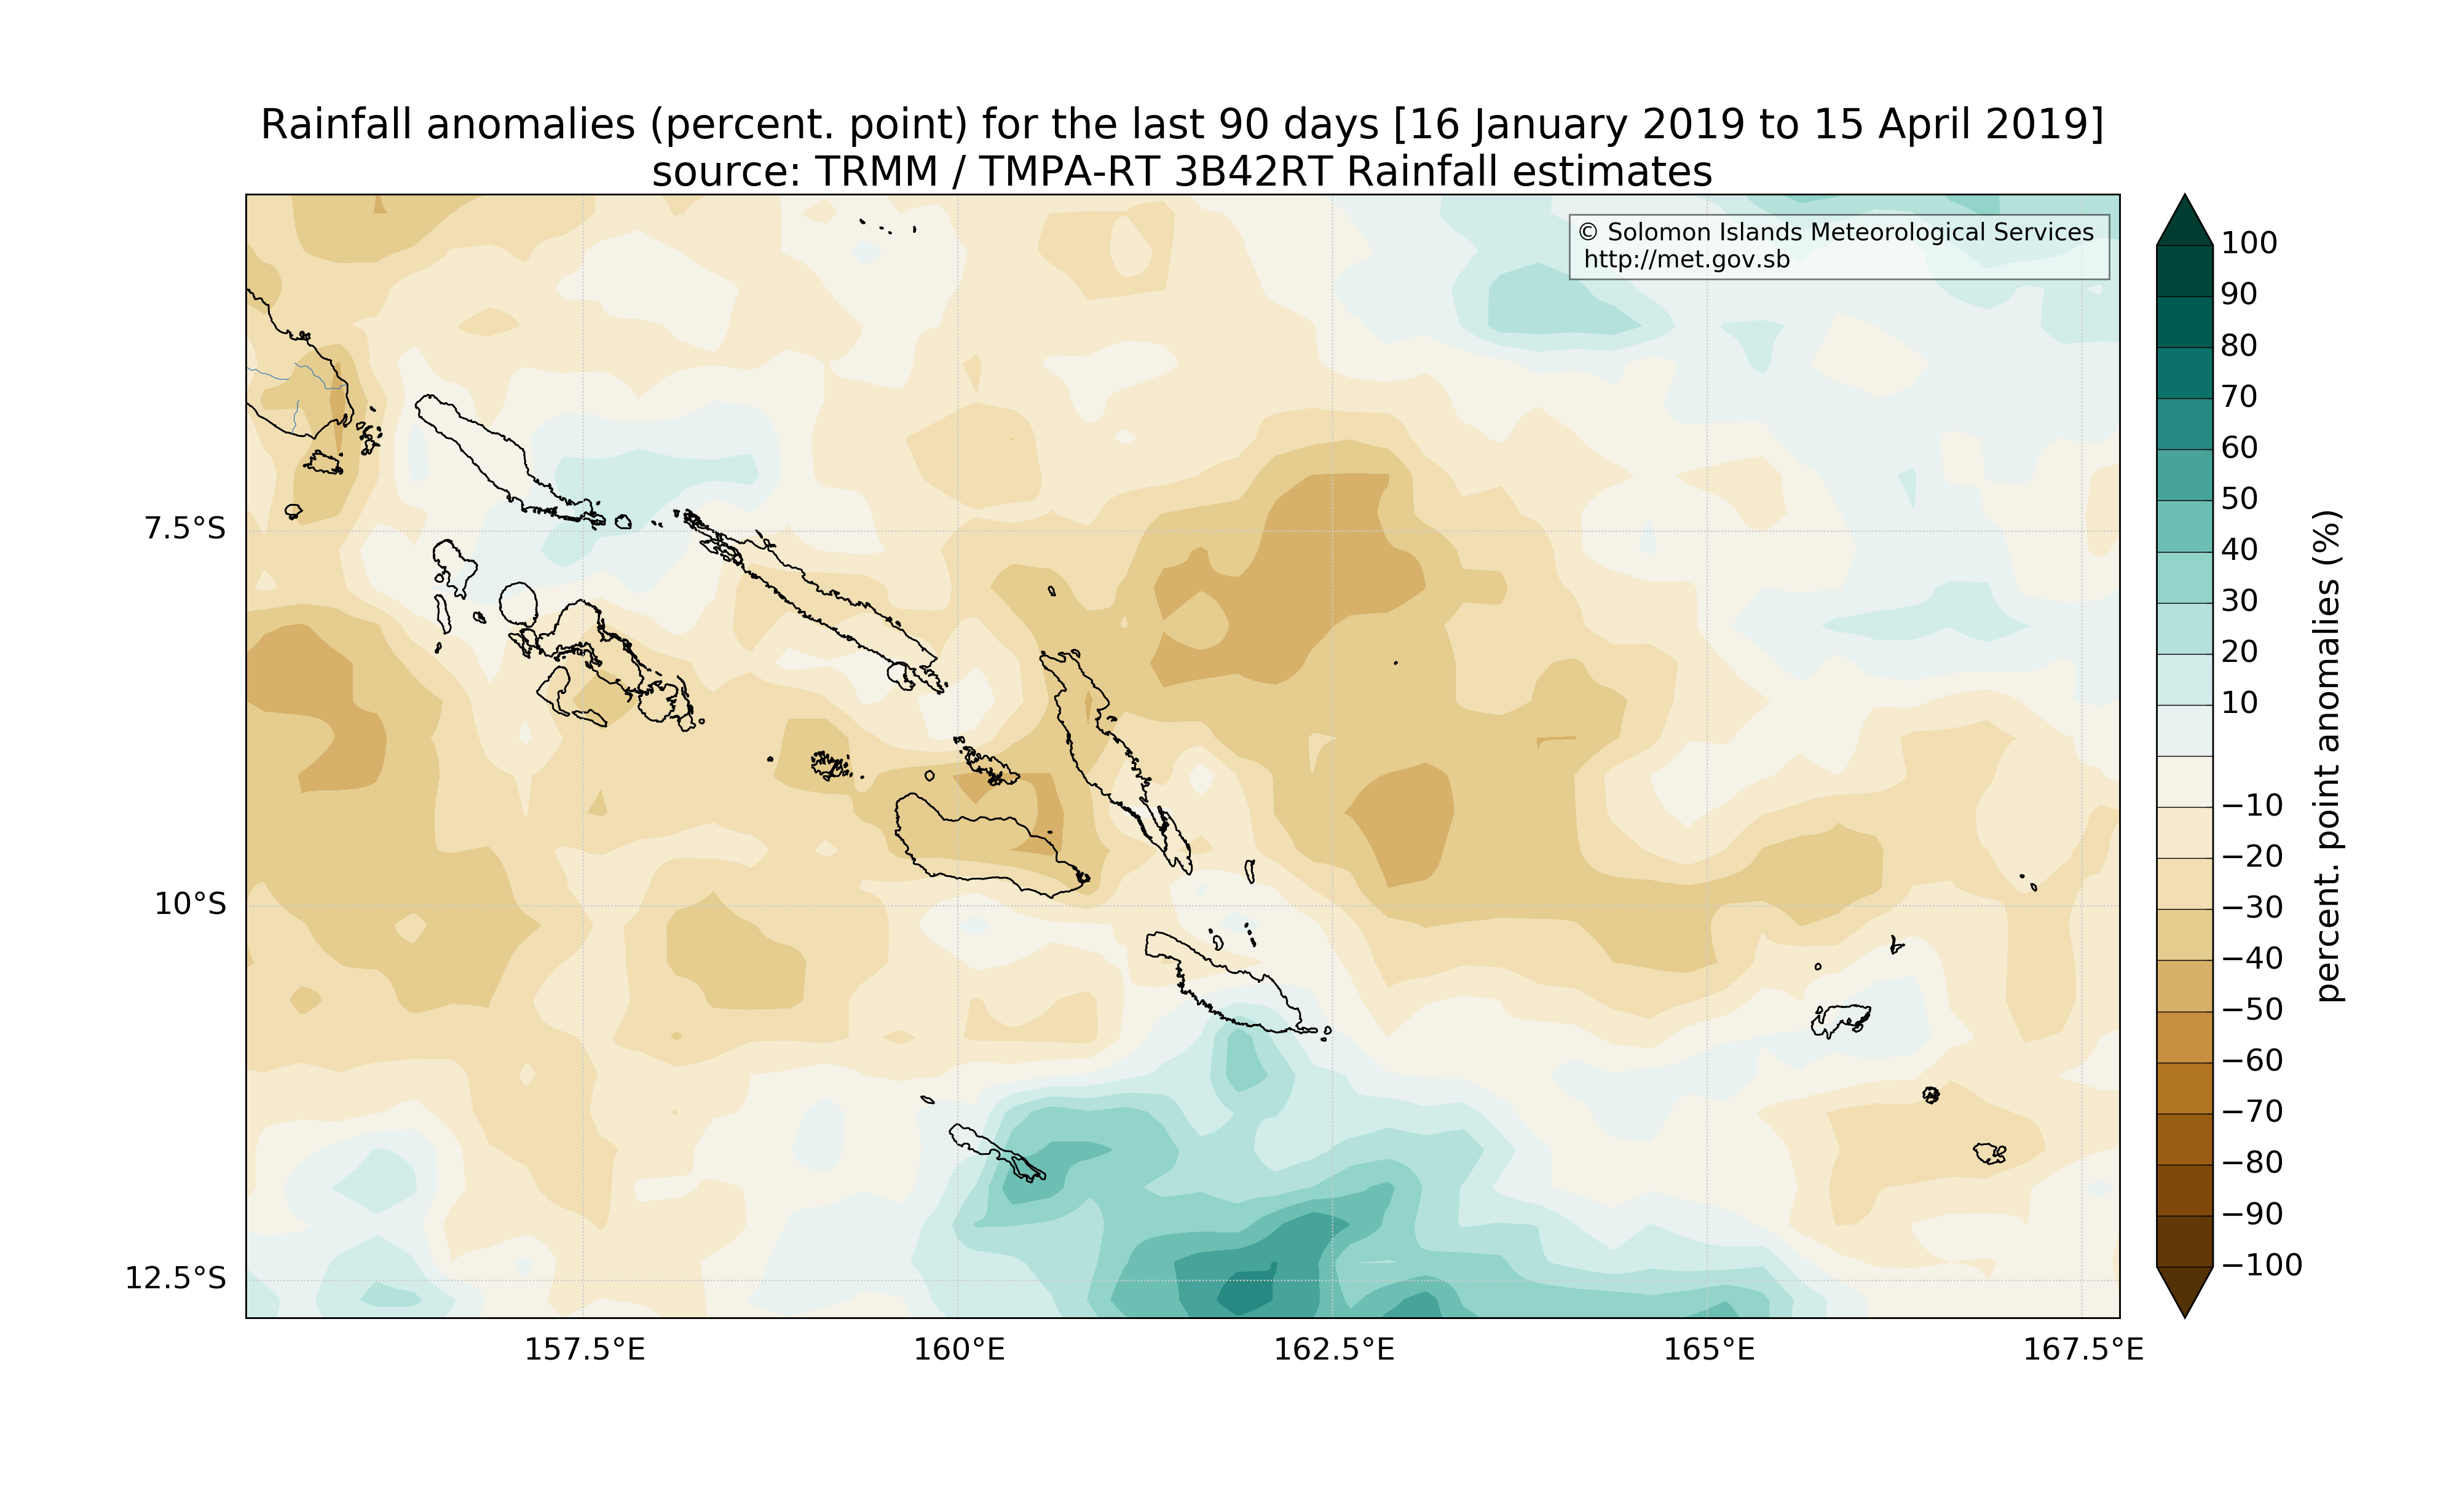 Rainfall anomalies (percent. point) for the last 90 days [16 January 2019 to 15 April 2019]
source: TRMM / TMPA-RT 3B42RT Rainfall estimates
© Solomon Islands Meteorological Services
http://met.gov.sb
7.5°S
10°S
12.5°S
157.5°E
160°E
162.5°E
165°E
167.5°E
100
90
80
70
60
50
40
30
20
10
−10
−20
−30
−40
−50
−60
−70
−80
−90
−100
percent. point anomalies (%)